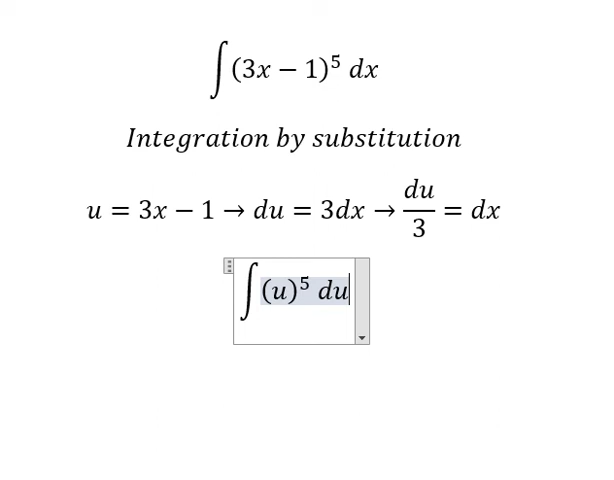 ∫(3x − 1)⁵ dx
Integration by substitution
u = 3x − 1 → du = 3dx → du/3 = dx
∫(u)⁵ du